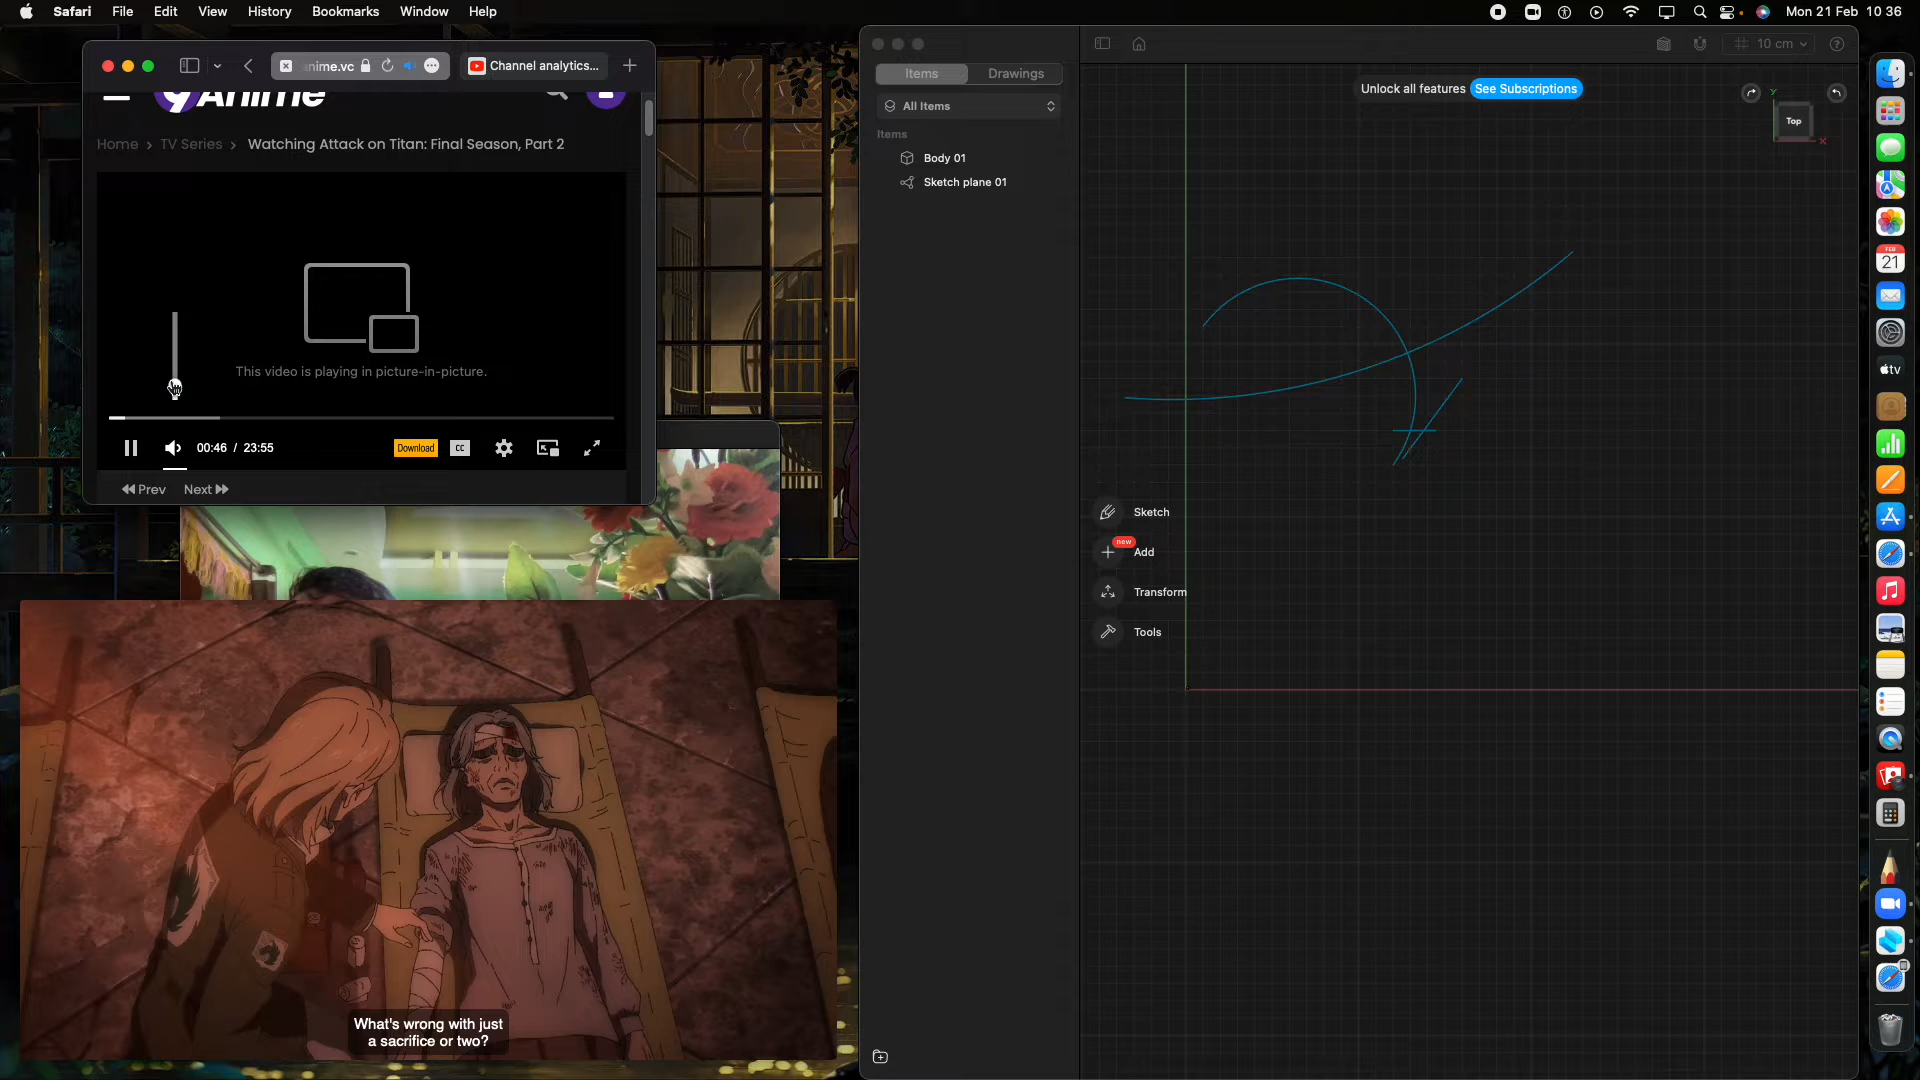 Safari File Edit View History Bookmarks Window Help
Mon 21 Feb 10 36
nime.vc
Channel analytics...
9Anime
Home > TV Series > Watching Attack on Titan: Final Season, Part 2
This video is playing in picture-in-picture.
00:46 / 23:55
Download
CC
Prev Next
What's wrong with just
a sacrifice or two?
Items Drawings
All Items
Items
Body 01
Sketch plane 01
10 cm
Unlock all features See Subscriptions
Y
Top
X
Sketch
new
Add
Transform
Tools
FEB
21
tv